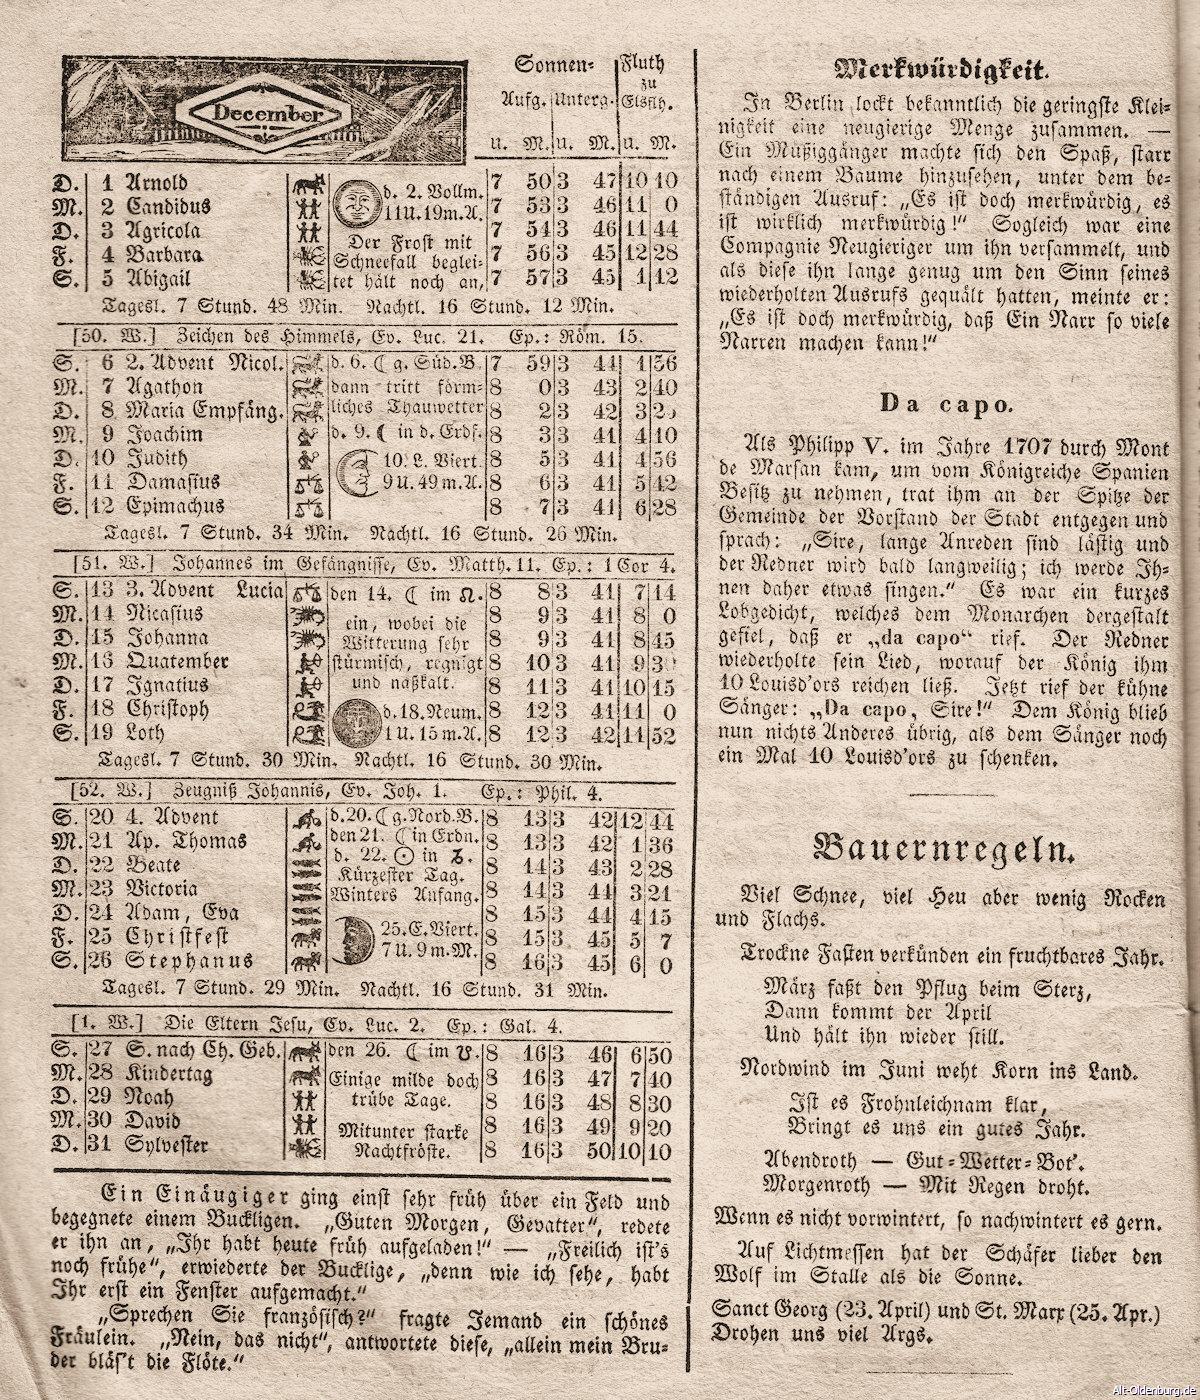 December
Sonnen= Fluth
zu
Aufg. Unterg. Elsflh.
u. M. u. M. u. M.
D. 1 Arnold d. 2. Vollm. 7 50 3 47 10 10
M. 2 Candidus 11 u. 19 m. A. 7 53 3 46 11 0
D. 3 Agricola Der Frost mit 7 54 3 46 11 44
F. 4 Barbara Schneefall beglei= 7 56 3 45 12 28
S. 5 Abigail tet hält noch an, 7 57 3 45 1 12
Tagesl. 7 Stund. 48 Min. Nachtl. 16 Stund. 12 Min.
[50. W.] Zeichen des Himmels, Ev. Luc. 21. Ep.: Röm. 15.
S. 6 2. Advent Nicol. d. 6. ☾ g. Süd.B. 7 59 3 44 1 56
M. 7 Agathon dann tritt förm= 8 0 3 43 2 40
D. 8 Maria Empfäng. liches Thauwetter 8 2 3 42 3 2
M. 9 Joachim d. 9. ☾ in d. Erdf. 8 3 3 41 4 10
D. 10 Judith 10. L. Viert. 8 5 3 41 4 56
F. 11 Damasius 9 u. 49 m. A. 8 6 3 41 5 42
S. 12 Epimachus 8 7 3 41 6 28
Tagesl. 7 Stund. 34 Min. Nachtl. 16 Stund. 26 Min.
[51. W.] Johannes im Gefängnisse, Ev. Matth. 11. Ep.: 1 Cor 4.
S. 13 3. Advent Lucia den 14. ☾ im ☊. 8 8 3 41 7 14
M. 14 Nicasius ein, wobei die 8 9 3 41 8 0
D. 15 Johanna Witterung sehr 8 9 3 41 8 45
M. 16 Quatember stürmisch, regnigt 8 10 3 41 9 30
D. 17 Ignatius und naßkalt. 8 11 3 41 10 15
F. 18 Christoph d. 18. Neum. 8 12 3 41 11 0
S. 19 Loth 1 u. 15 m. A. 8 12 3 42 11 52
Tagesl. 7 Stund. 30 Min. Nachtl. 16 Stund. 30 Min.
[52. W.] Zeugniß Johannis, Ev. Joh. 1. Ep.: Phil. 4.
S. 20 4. Advent d. 20. ☾ g. Nord.B. 8 13 3 42 12 44
M. 21 Ap. Thomas den 21. ☾ in Erdn. 8 13 3 42 1 36
D. 22 Beate d. 22. ☉ in ♑. 8 14 3 43 2 28
Kürzester Tag.
M. 23 Victoria Winters Anfang. 8 14 3 44 3 21
D. 24 Adam, Eva 8 15 3 44 4 15
F. 25 Christfest 25. E. Viert. 8 15 3 45 5 7
S. 26 Stephanus 7 u. 9 m. M. 8 16 3 45 6 0
Tagesl. 7 Stund. 29 Min. Nachtl. 16 Stund. 31 Min.
[1. W.] Die Eltern Jesu, Ev. Luc. 2. Ep.: Gal. 4.
S. 27 S. nach Ch. Geb. den 26. ☾ im ☋. 8 16 3 46 6 50
M. 28 Kindertag Einige milde doch 8 16 3 47 7 40
D. 29 Noah trübe Tage. 8 16 3 48 8 30
M. 30 David Mitunter starke 8 16 3 49 9 20
D. 31 Sylvester Nachtfröste. 8 16 3 50 10 10
Ein Einäugiger ging einst sehr früh über ein Feld und
begegnete einem Buckligen. „Guten Morgen, Gevatter“, redete
er ihn an, „Ihr habt heute früh aufgeladen!“ — „Freilich ist's
noch frühe“, erwiederte der Bucklige, „denn wie ich sehe, habt
Ihr erst ein Fenster aufgemacht.“
„Sprechen Sie französisch?“ fragte Jemand ein schönes
Fräulein. „Nein, das nicht“, antwortete diese, „allein mein Bru=
der bläs't die Flöte.“
Merkwürdigkeit.
In Berlin lockt bekanntlich die geringste Klei=
nigkeit eine neugierige Menge zusammen. —
Ein Müßiggänger machte sich den Spaß, starr
nach einem Baume hinzusehen, unter dem be=
ständigen Ausruf: „Es ist doch merkwürdig, es
ist wirklich merkwürdig!“ Sogleich war eine
Compagnie Neugieriger um ihn versammelt, und
als diese ihn lange genug um den Sinn seines
wiederholten Ausrufs gequält hatten, meinte er:
„Es ist doch merkwürdig, daß Ein Narr so viele
Narren machen kann!“
Da capo.
Als Philipp V. im Jahre 1707 durch Mont
de Marsan kam, um vom Königreiche Spanien
Besitz zu nehmen, trat ihm an der Spitze der
Gemeinde der Vorstand der Stadt entgegen und
sprach: „Sire, lange Anreden sind lästig und
der Redner wird bald langweilig; ich werde Ih=
nen daher etwas singen.“ Es war ein kurzes
Lobgedicht, welches dem Monarchen dergestalt
gefiel, daß er „da capo“ rief. Der Redner
wiederholte sein Lied, worauf der König ihm
10 Louisd'ors reichen ließ. Jetzt rief der kühne
Sänger: „Da capo, Sire!“ Dem König blieb
nun nichts Anderes übrig, als dem Sänger noch
ein Mal 10 Louisd'ors zu schenken.
Bauernregeln.
Viel Schnee, viel Heu aber wenig Rocken
und Flachs.
Trockne Fasten verkünden ein fruchtbares Jahr.
März faßt den Pflug beim Sterz,
Dann kommt der April
Und hält ihn wieder still.
Nordwind im Juni weht Korn ins Land.
Ist es Frohnleichnam klar,
Bringt es uns ein gutes Jahr.
Abendroth — Gut=Wetter=Bot'.
Morgenroth — Mit Regen droht.
Wenn es nicht vorwintert, so nachwintert es gern.
Auf Lichtmessen hat der Schäfer lieber den
Wolf im Stalle als die Sonne.
Sanct Georg (23. April) und St. Marx (25. Apr.)
Drohen uns viel Args.
Alt-Oldenburg.de